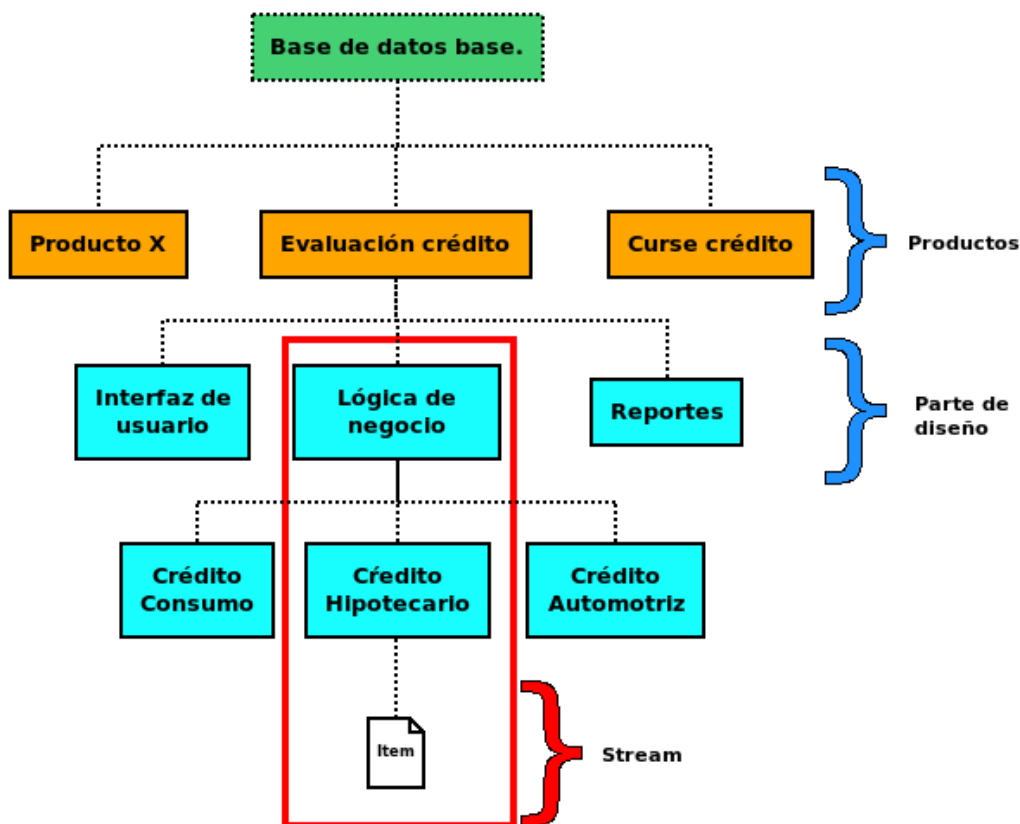 Base de datos base.
Producto X
Evaluación crédito
Curse crédito
Productos
Interfaz de
usuario
Lógica de
negocio
Reportes
Parte de
diseño
Crédito
Consumo
Cŕedito
Hipotecario
Crédito
Automotriz
Item
Stream